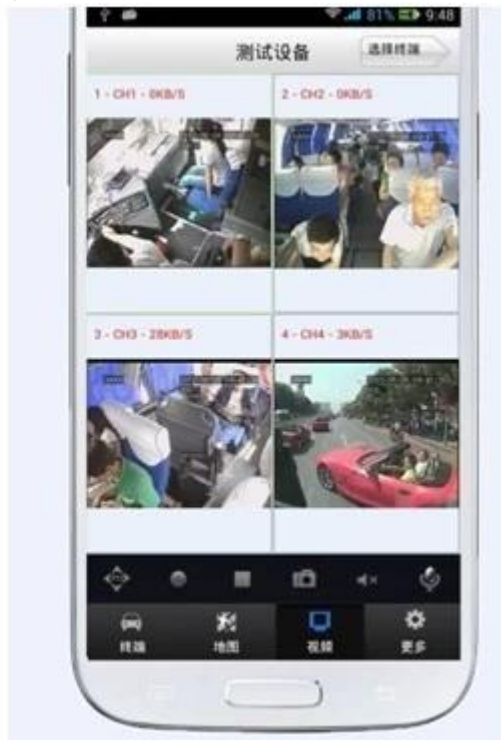 81% 9:48
测试设备 选择终端
1 - CH1 - 0KB/S 2 - CH2 - 0KB/S
3 - CH3 - 28KB/S 4 - CH4 - 3KB/S
终端 地图 视频 更多